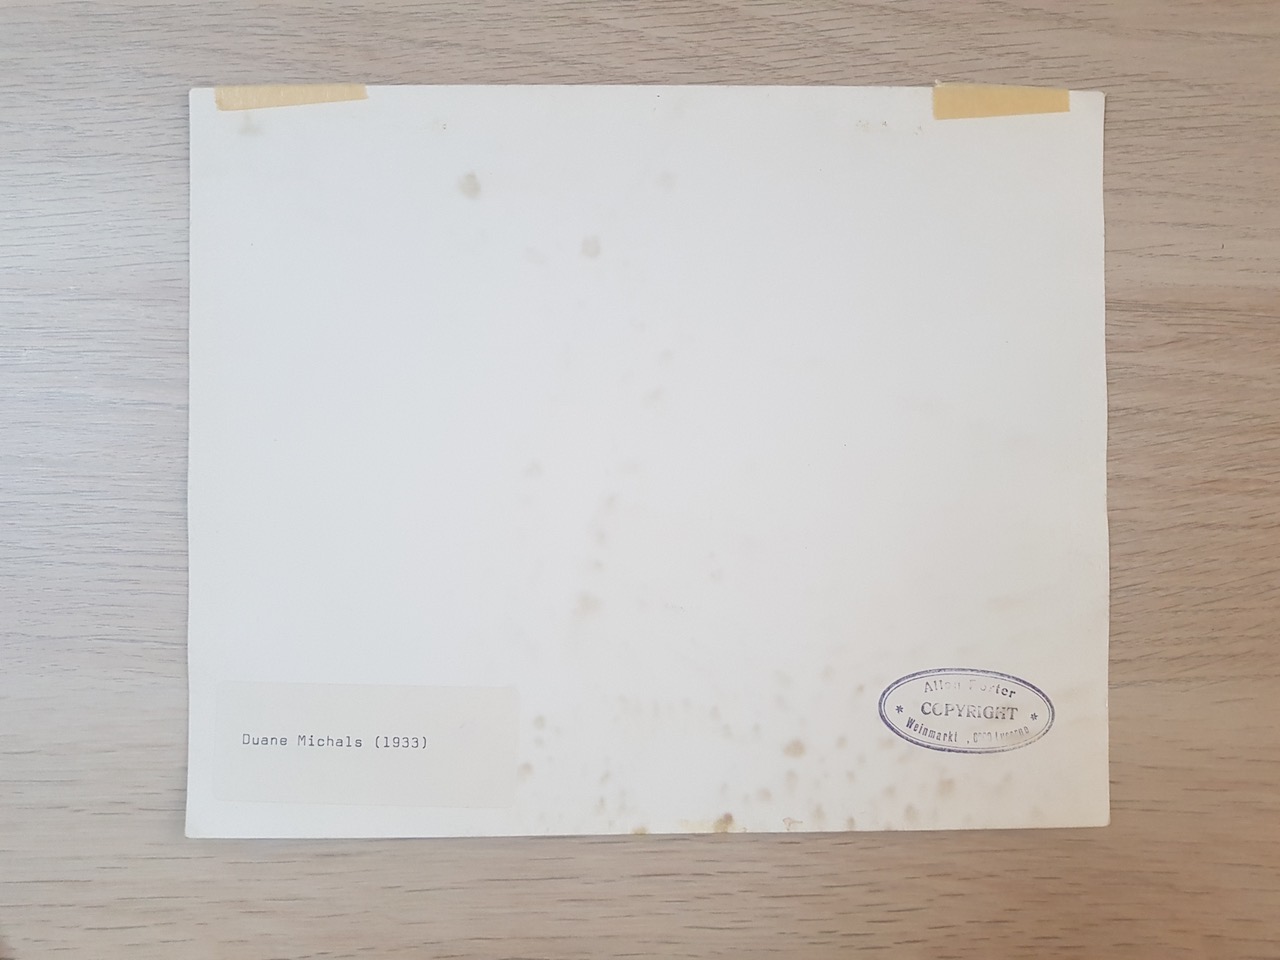 Duane Michals (1933)
Allan Porter
* COPYRIGHT *
Weinmarkt ,